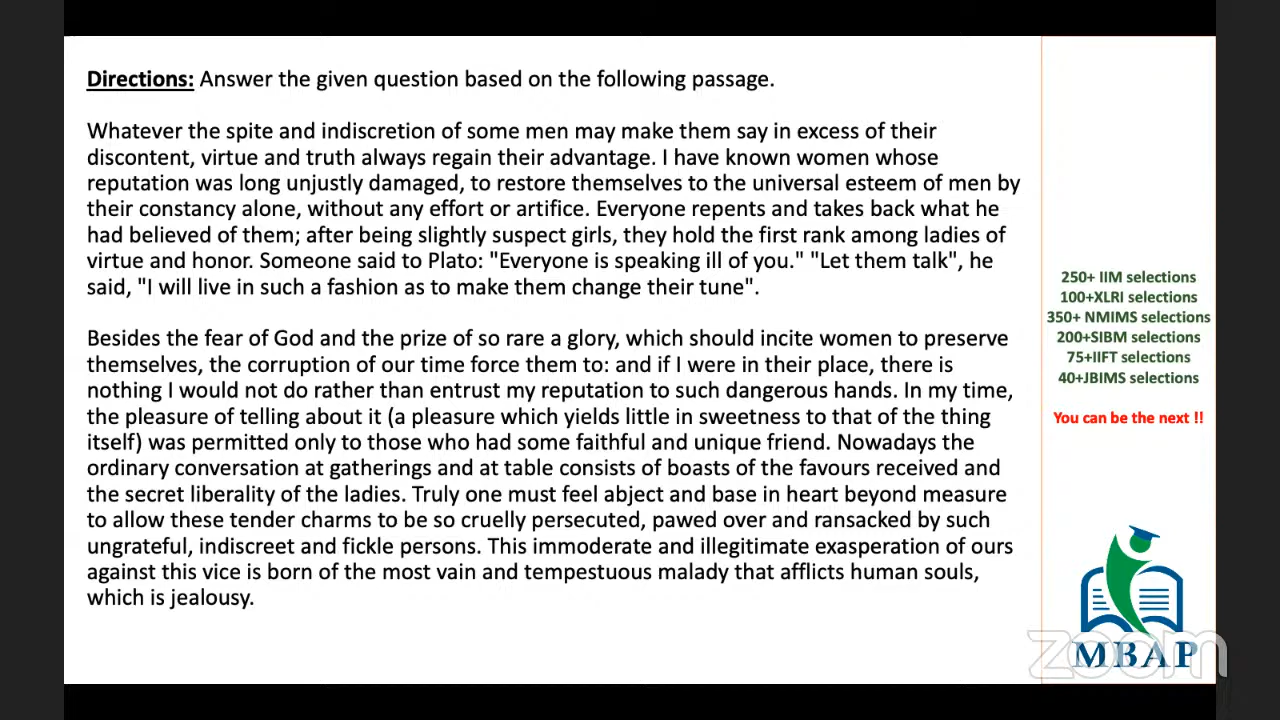 Directions: Answer the given question based on the following passage.
Whatever the spite and indiscretion of some men may make them say in excess of their
discontent, virtue and truth always regain their advantage. I have known women whose
reputation was long unjustly damaged, to restore themselves to the universal esteem of men by
their constancy alone, without any effort or artifice. Everyone repents and takes back what he
had believed of them; after being slightly suspect girls, they hold the first rank among ladies of
virtue and honor. Someone said to Plato: "Everyone is speaking ill of you." "Let them talk", he
said, "I will live in such a fashion as to make them change their tune".
Besides the fear of God and the prize of so rare a glory, which should incite women to preserve
themselves, the corruption of our time force them to: and if I were in their place, there is
nothing I would not do rather than entrust my reputation to such dangerous hands. In my time,
the pleasure of telling about it (a pleasure which yields little in sweetness to that of the thing
itself) was permitted only to those who had some faithful and unique friend. Nowadays the
ordinary conversation at gatherings and at table consists of boasts of the favours received and
the secret liberality of the ladies. Truly one must feel abject and base in heart beyond measure
to allow these tender charms to be so cruelly persecuted, pawed over and ransacked by such
ungrateful, indiscreet and fickle persons. This immoderate and illegitimate exasperation of ours
against this vice is born of the most vain and tempestuous malady that afflicts human souls,
which is jealousy.
250+ IIM selections
100+XLRI selections
350+ NMIMS selections
200+SIBM selections
75+IIFT selections
40+JBIMS selections
You can be the next !!
zoom
MBAP